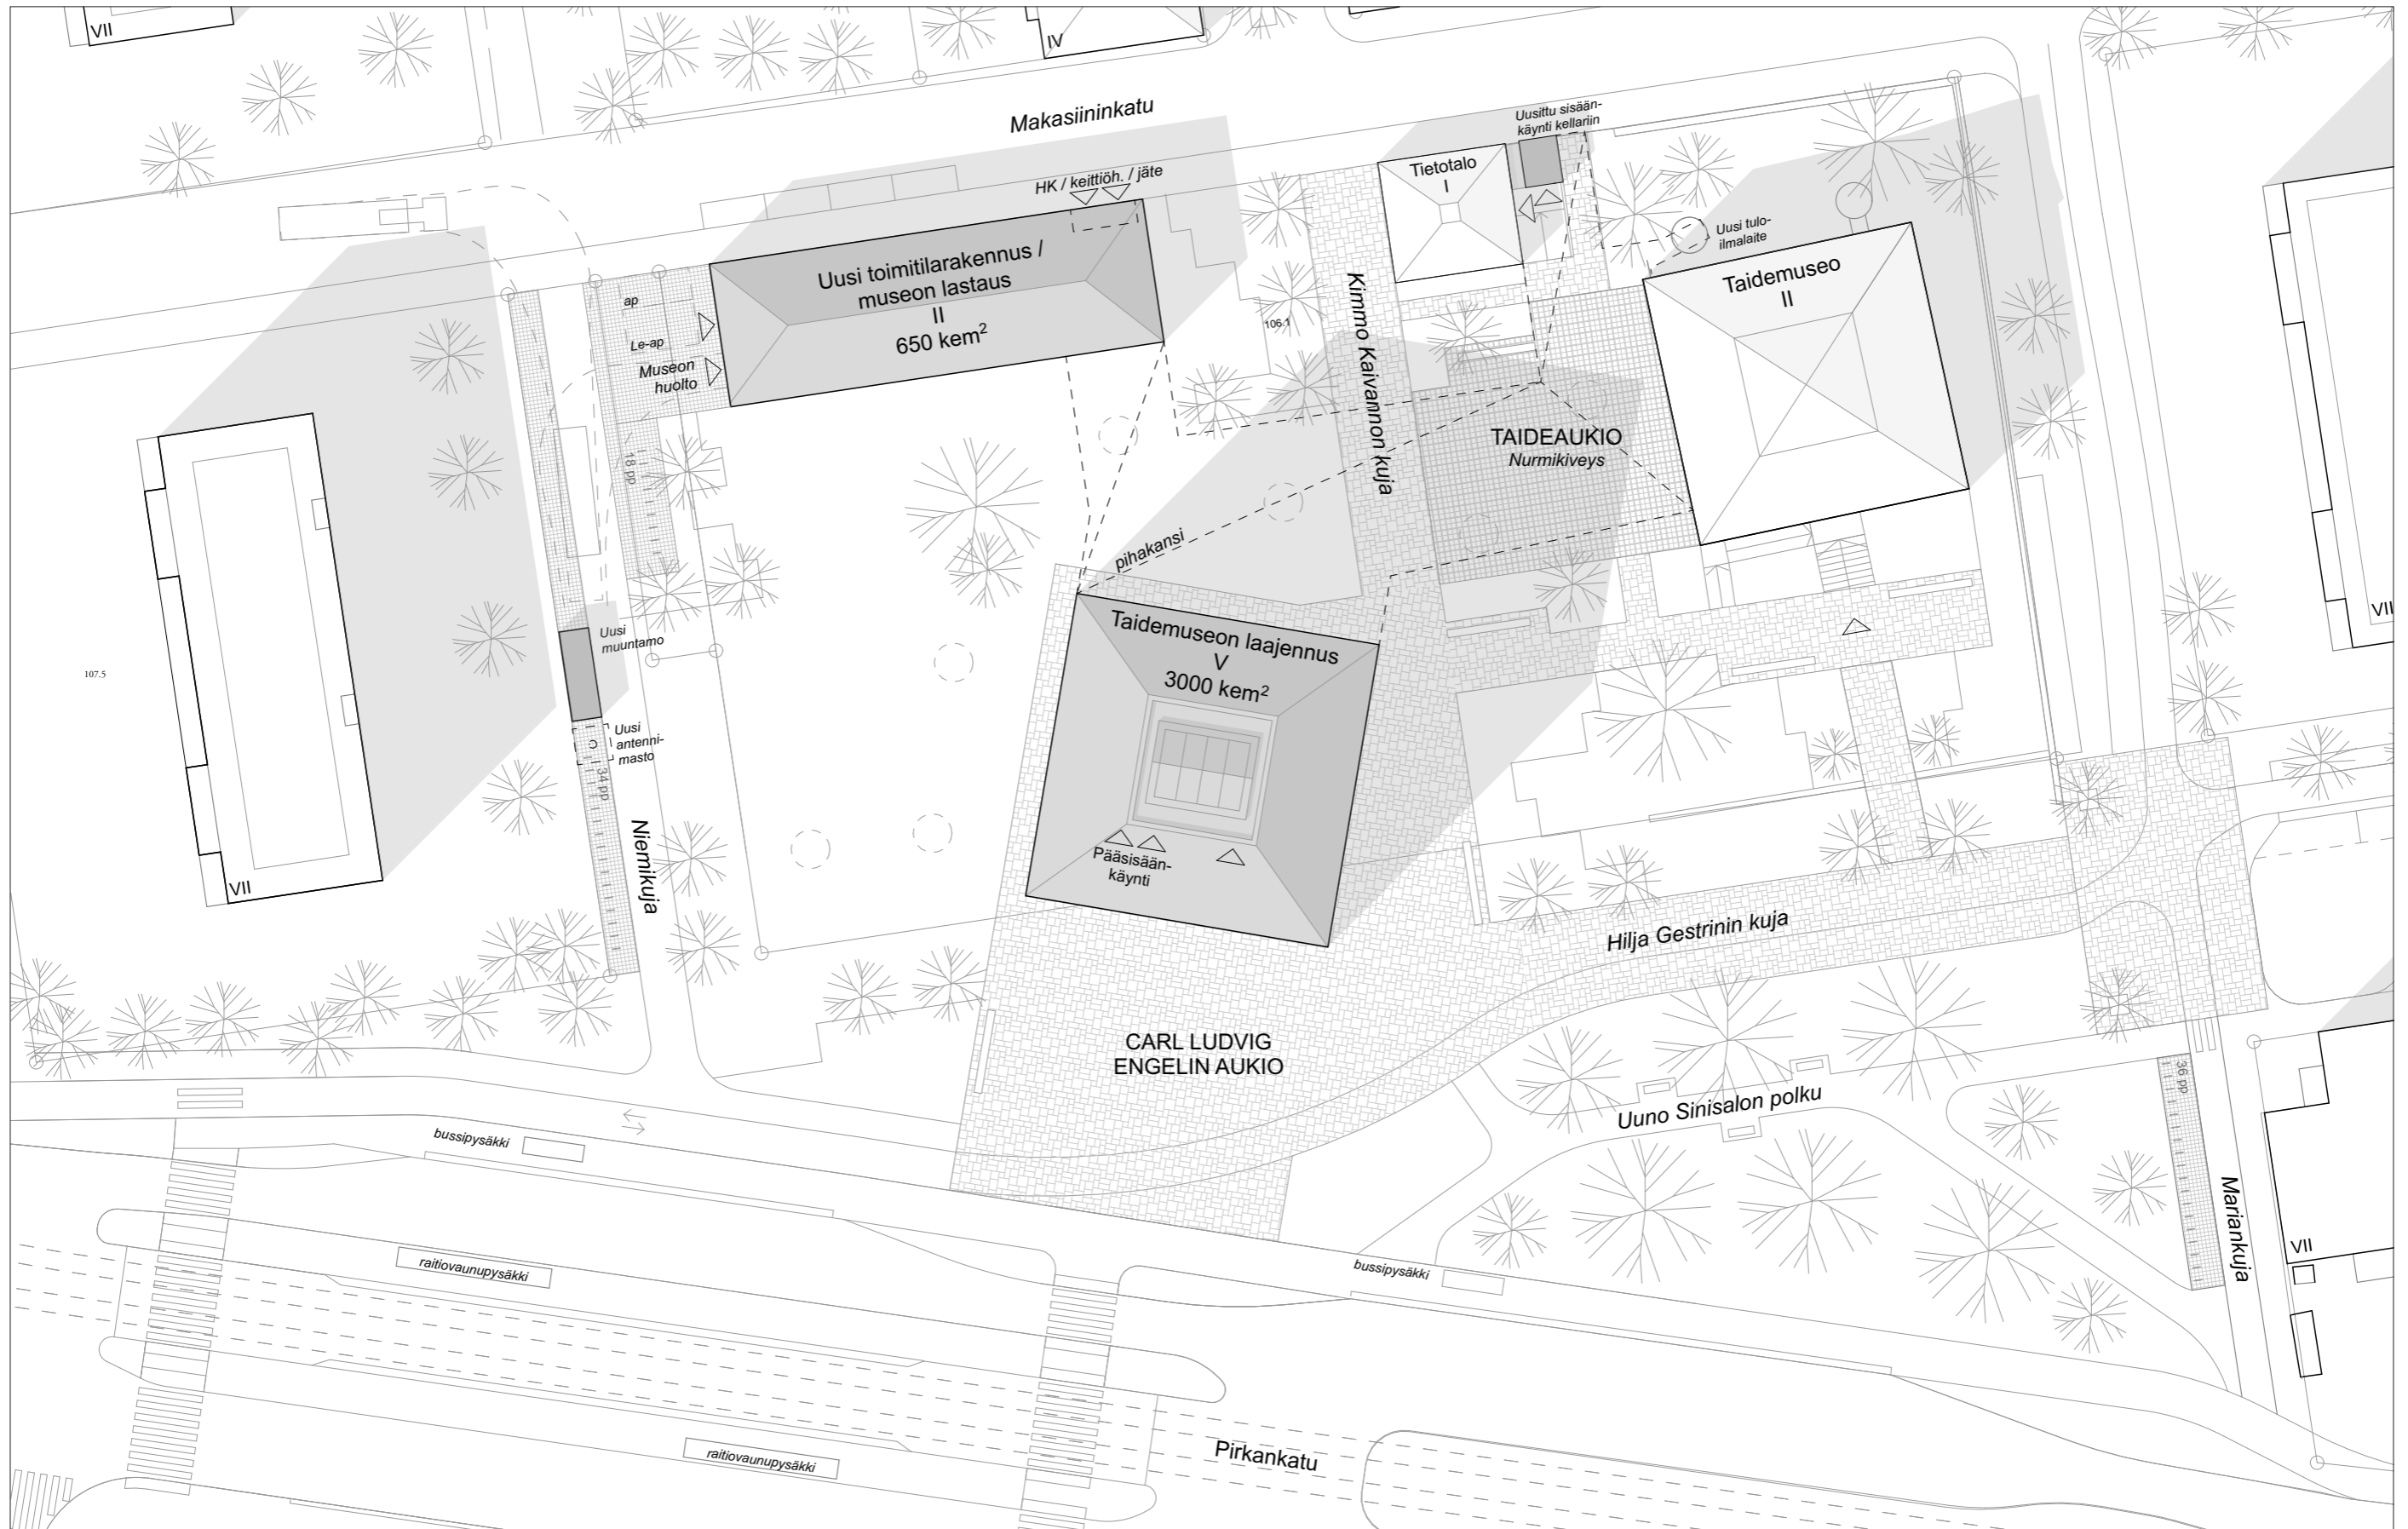 VII
IV
Makasiininkatu
Uusittu sisään-
käynti kellariin
Tietotalo
I
HK / keittiöh. / jäte
Uusi tulo-
ilmalaite
Uusi toimitilarakennus /
museon lastaus
II
650 kem²
Taidemuseo
II
ap
Le-ap
Museon
huolto
Kimmo Kaivannon kuja
106.1
18 pp
TAIDEAUKIO
Nurmikiveys
pihakansi
Taidemuseon laajennus
V
3000 kem²
Uusi
muuntamo
VII
107.5
Uusi
antenni-
masto
34 pp
Niemikuja
Pääsisään-
käynti
VII
Hilja Gestrinin kuja
CARL LUDVIG
ENGELIN AUKIO
36 pp
Uuno Sinisalon polku
bussipysäkki
Mariankuja
VII
raitiovaunupysäkki
bussipysäkki
Pirkankatu
raitiovaunupysäkki